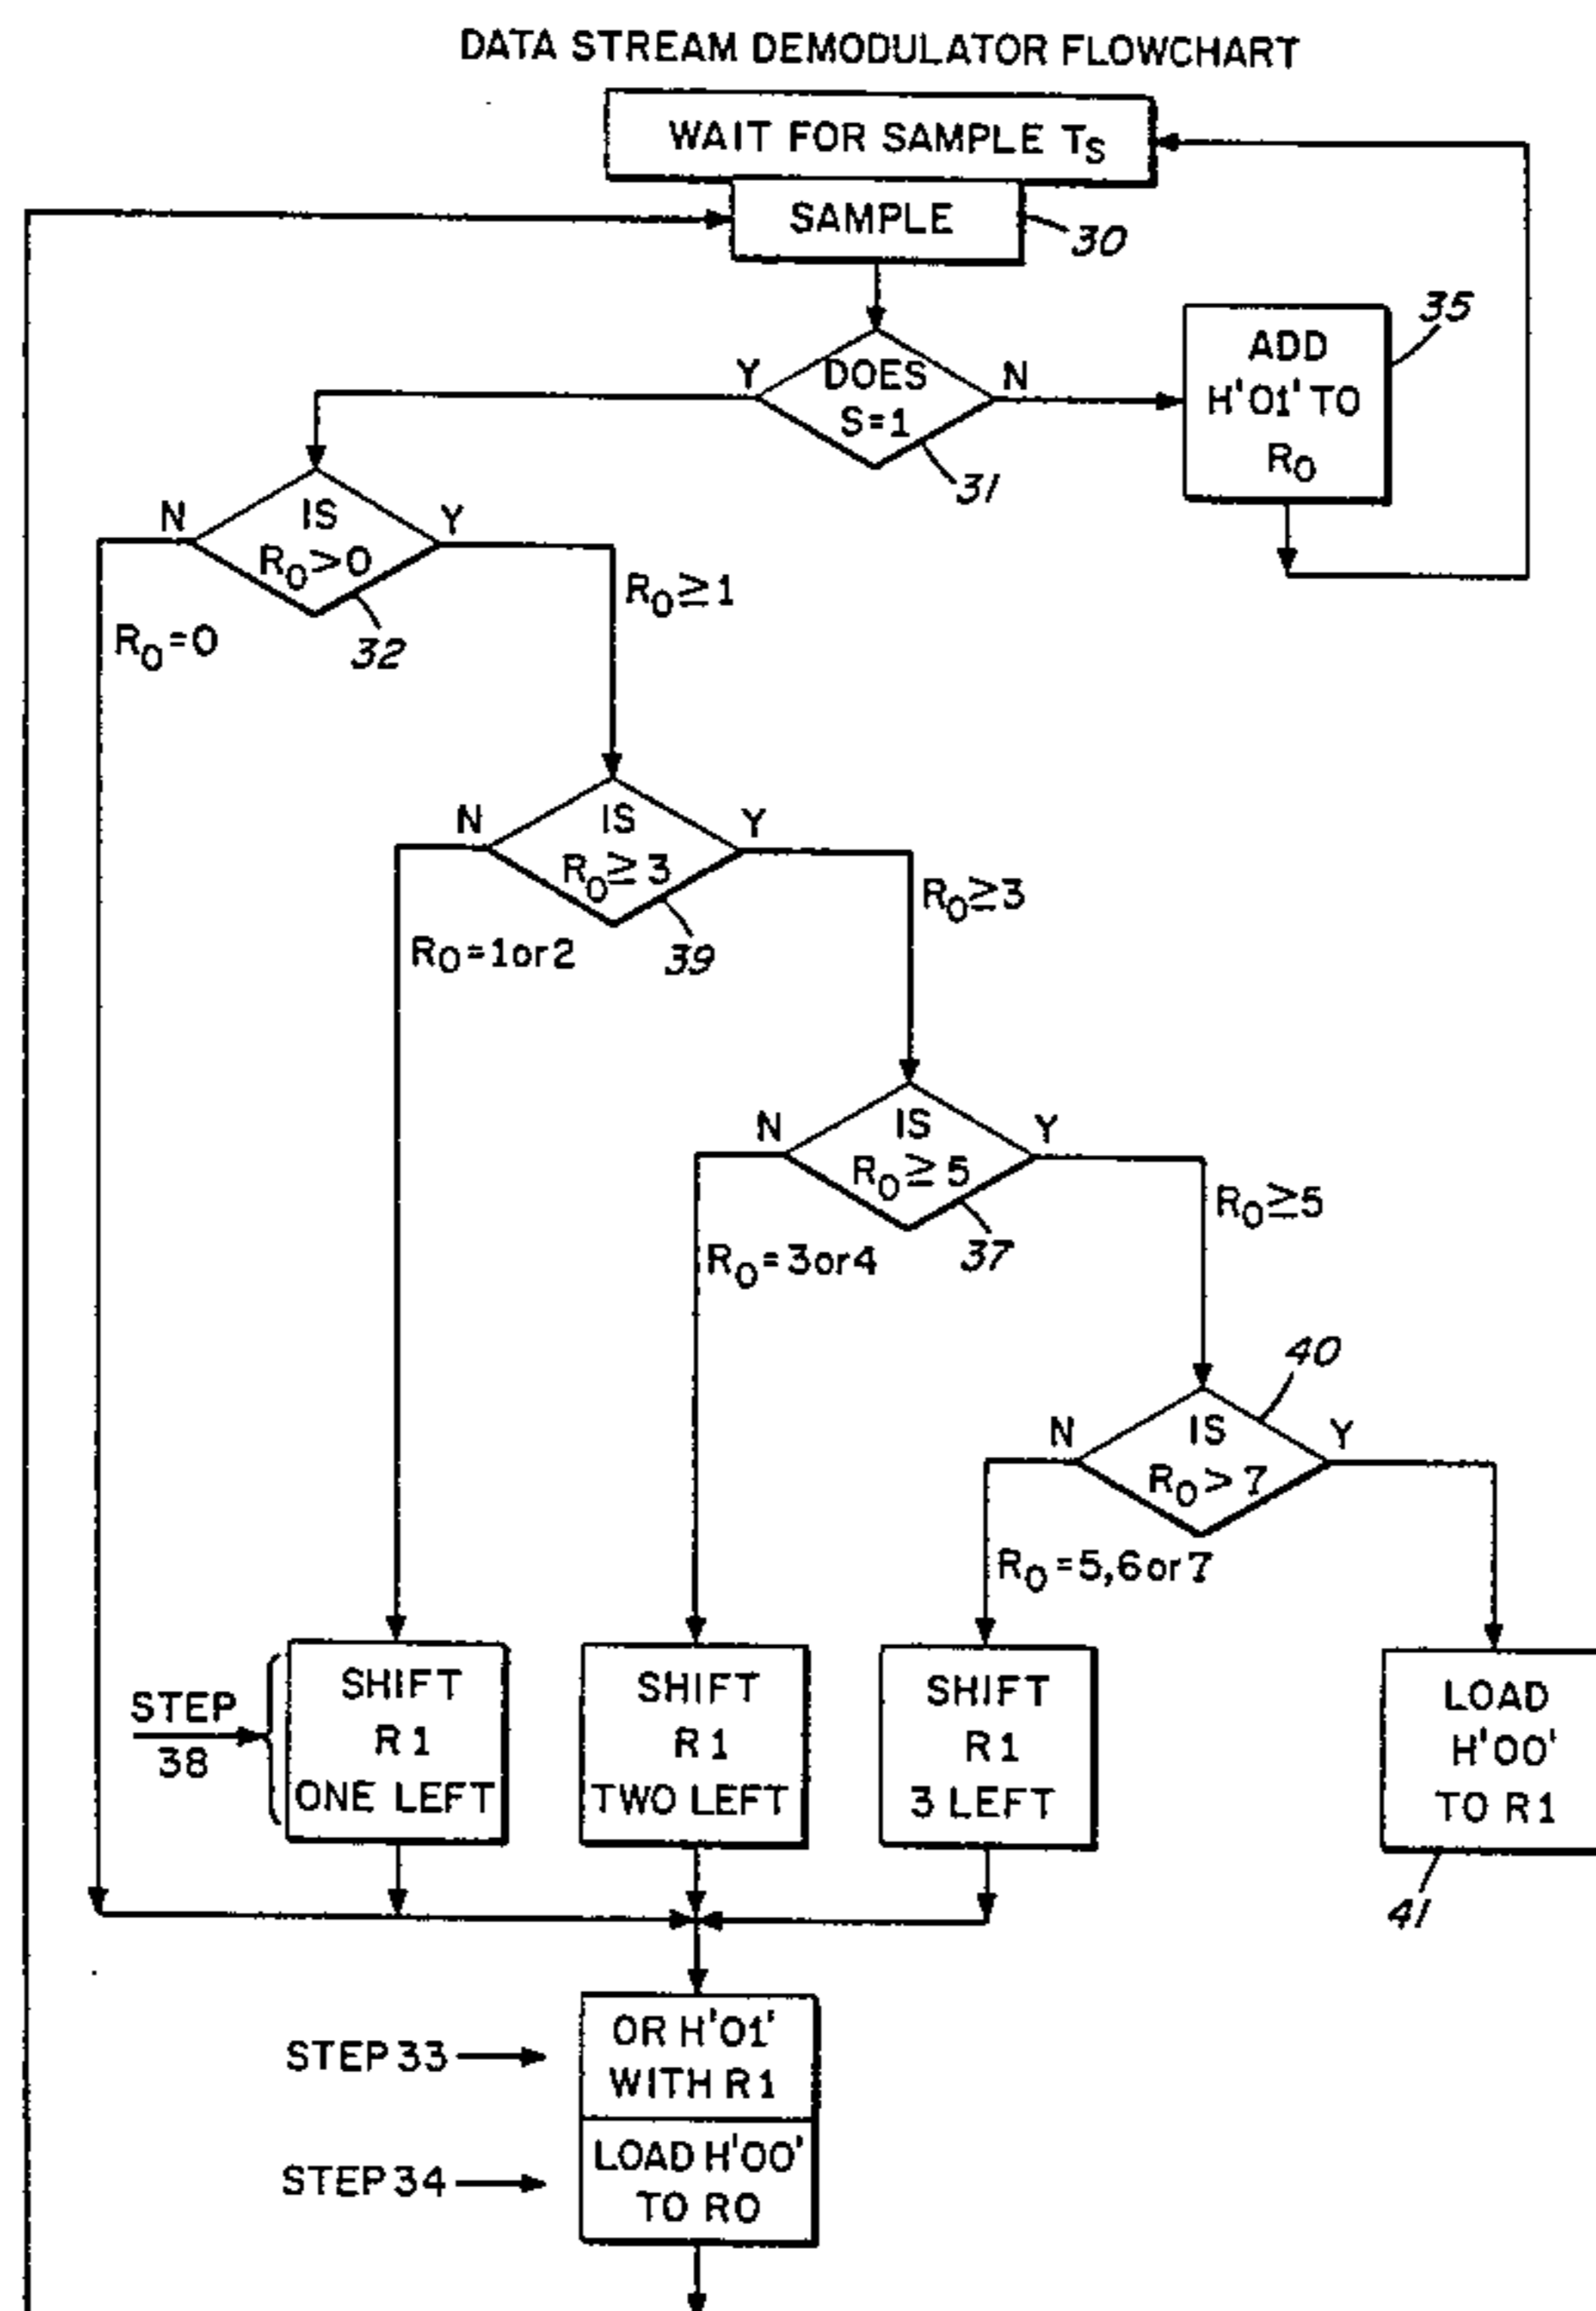 DATA STREAM DEMODULATOR FLOWCHART
WAIT FOR SAMPLE TS
SAMPLE
30
DOES
S=1
Y
N
31
ADD
H'01' TO
R0
35
IS
R0>0
N
Y
32
R0=0
R0≥1
IS
R0≥3
N
Y
39
R0=1or2
R0≥3
IS
R0≥5
N
Y
37
R0=3or4
R0≥5
IS
R0>7
N
Y
40
R0=5,6or7
STEP
38
SHIFT
R1
ONE LEFT
SHIFT
R1
TWO LEFT
SHIFT
R1
3 LEFT
LOAD
H'00'
TO R1
41
STEP 33
OR H'01'
WITH R1
STEP 34
LOAD H'00'
TO R0